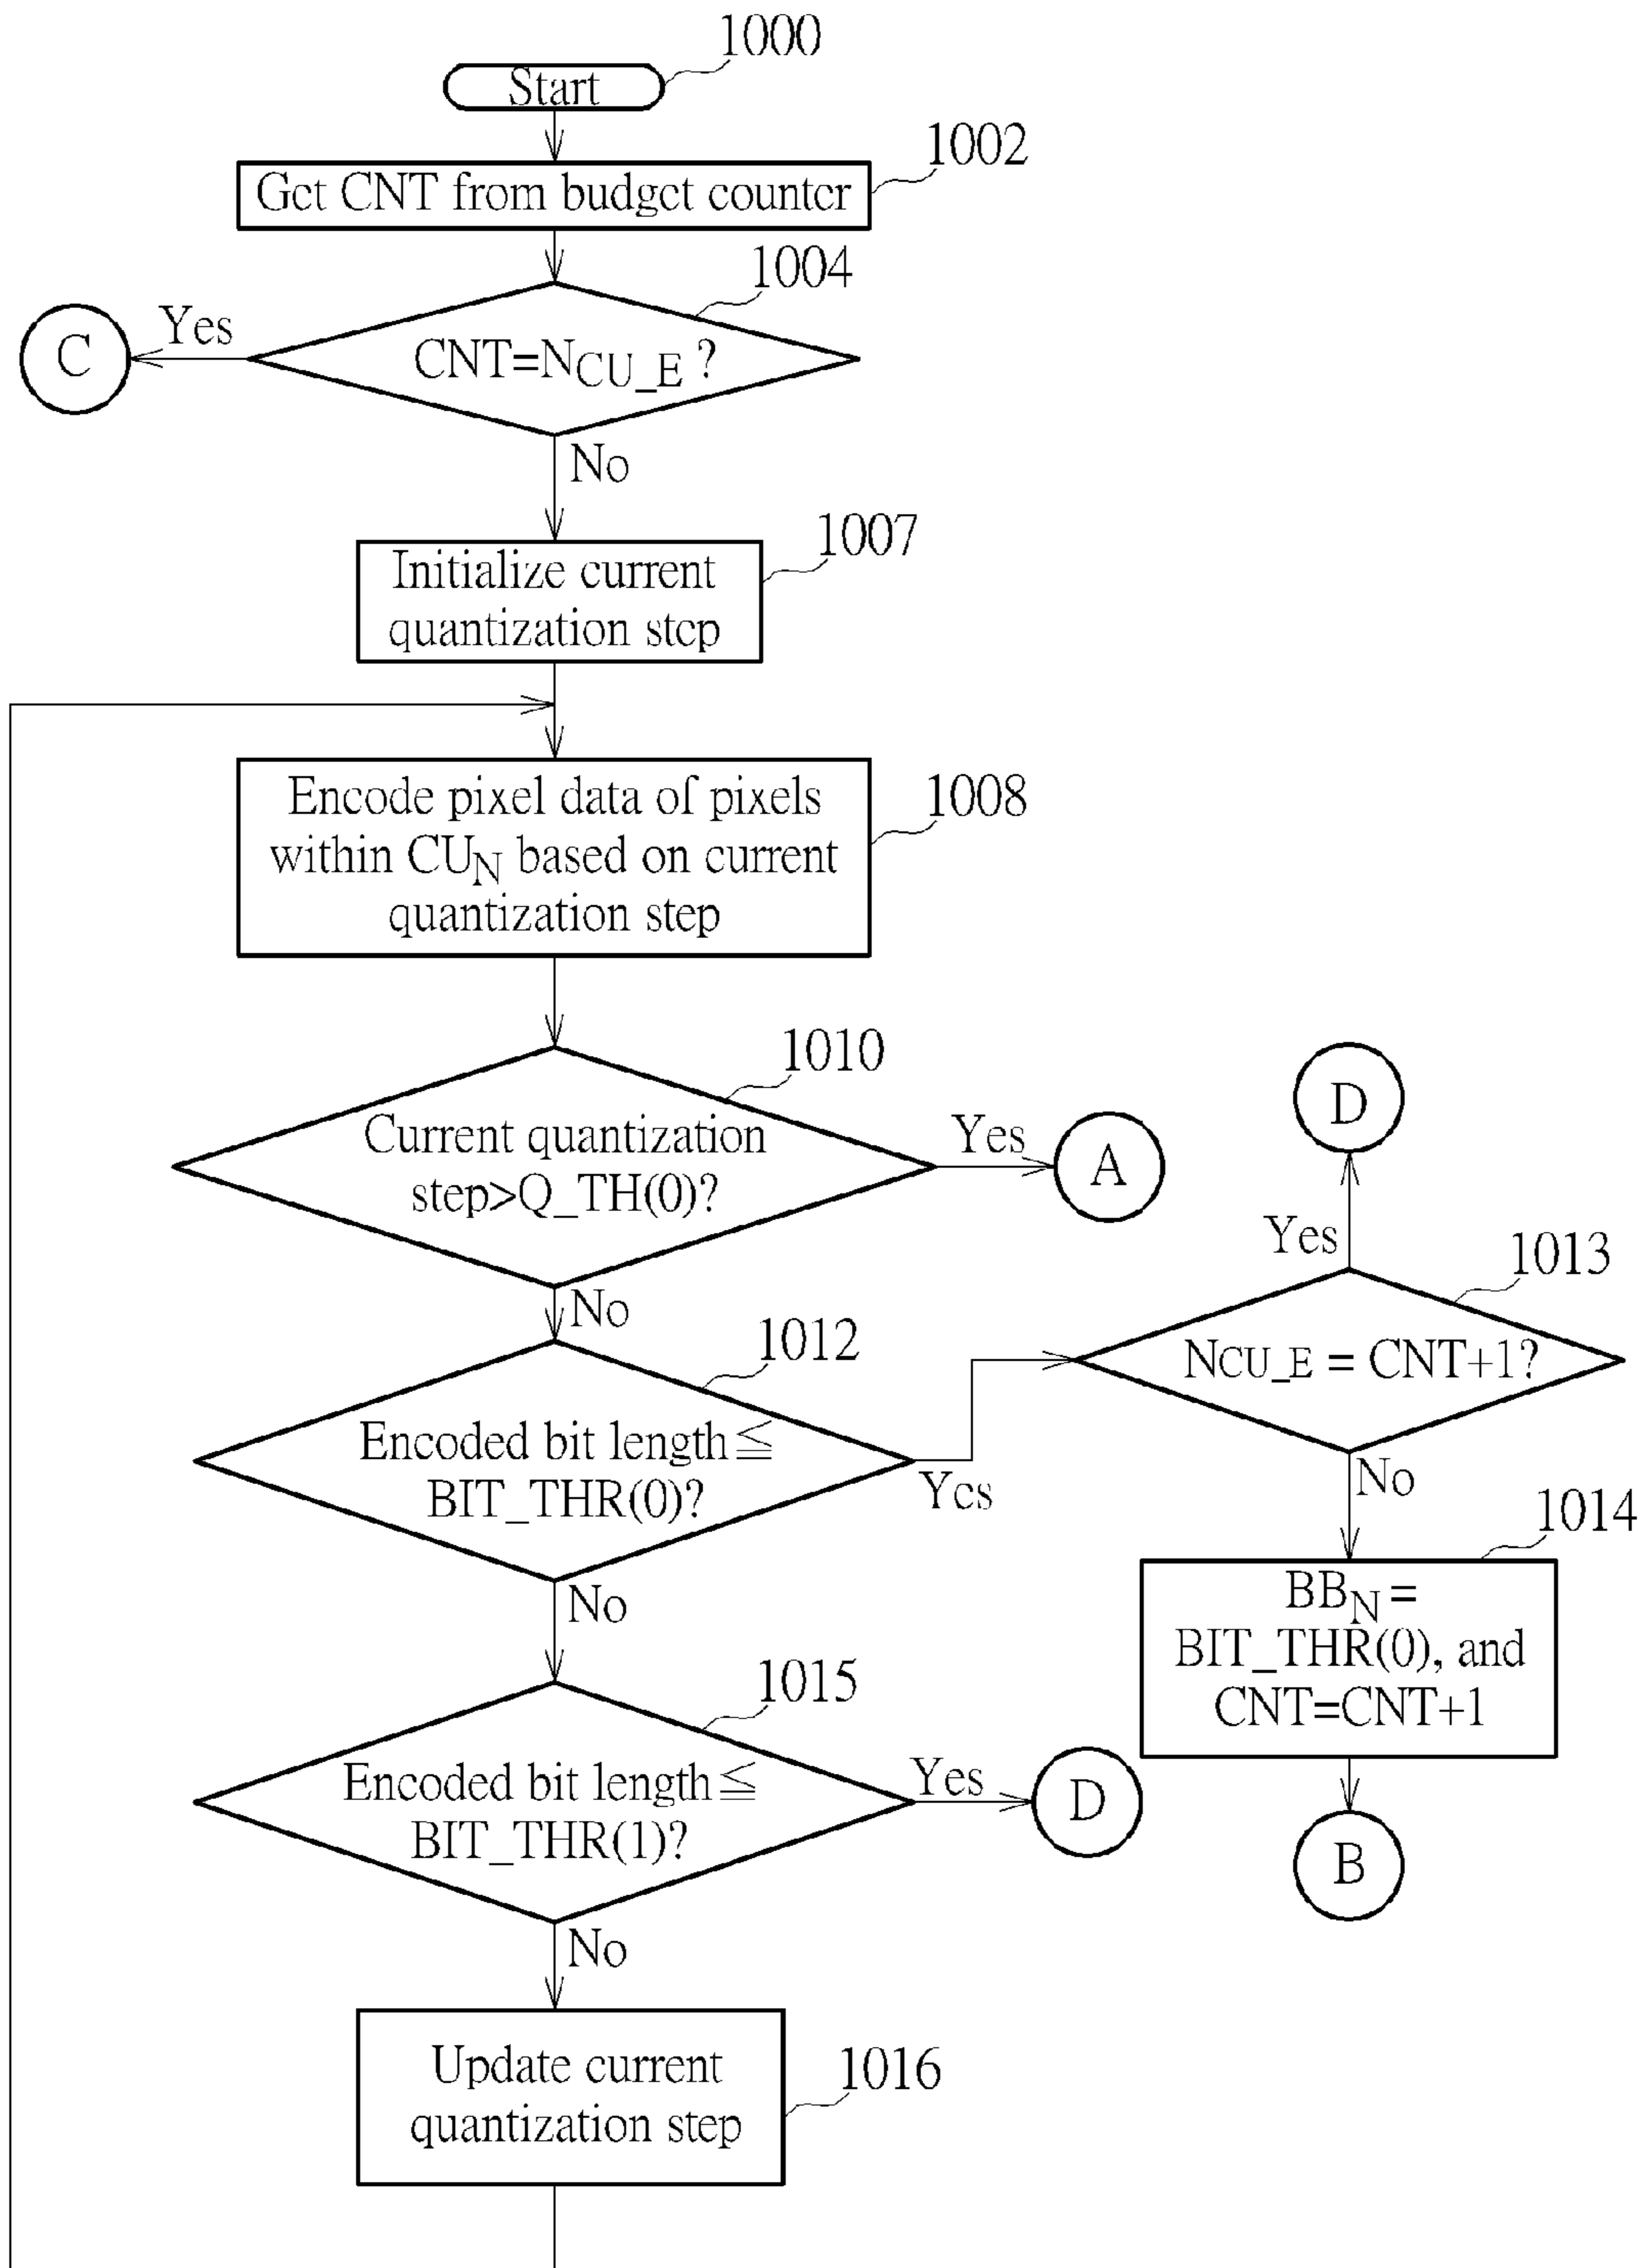 1000
Start
1002
Get CNT from budget counter
1004
Yes
C
CNT=NCU_E ?
No
1007
Initialize current
quantization step
1008
Encode pixel data of pixels
within CUN based on current
quantization step
1010
Current quantization
step>Q_TH(0)?
Yes
A
D
Yes
1013
NCU_E = CNT+1?
No
1012
Encoded bit length≦
BIT_THR(0)?
Yes
No
1014
BBN =
BIT_THR(0), and
CNT=CNT+1
B
No
1015
Encoded bit length≦
BIT_THR(1)?
Yes
D
No
1016
Update current
quantization step